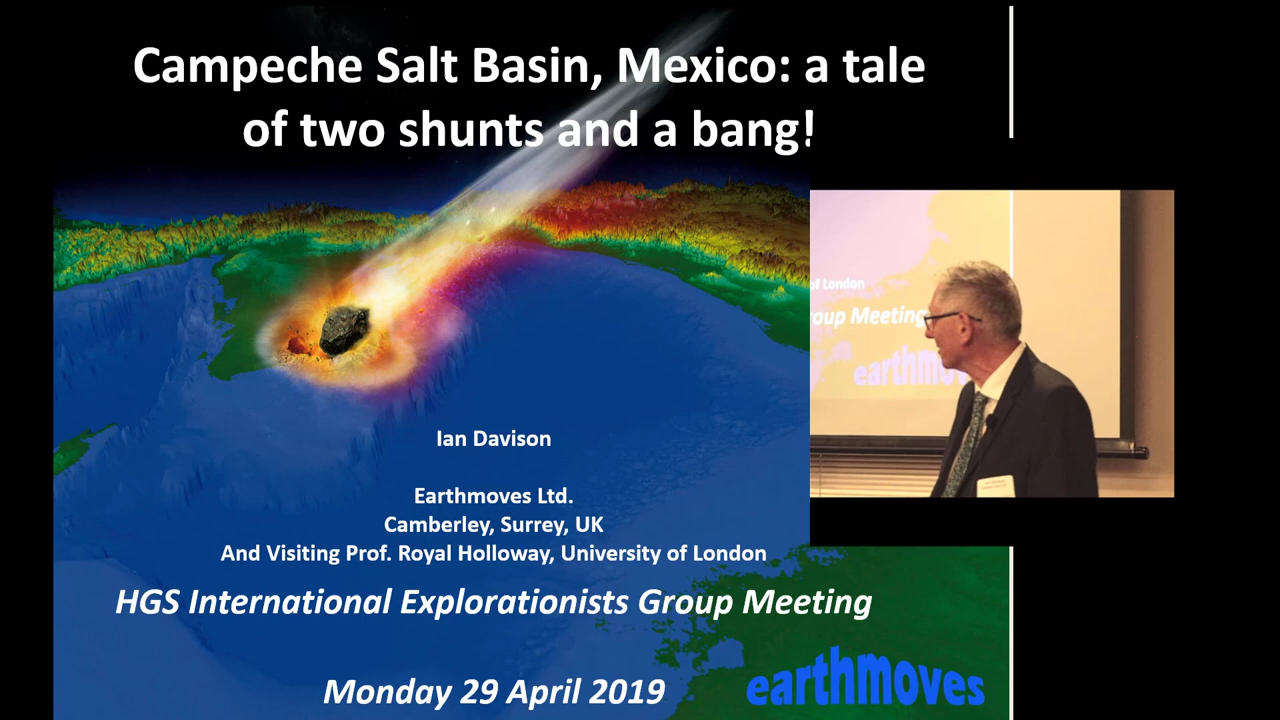 Campeche Salt Basin, Mexico: a tale
of two shunts and a bang!
of London
oup Meeting
earthmo
Ian Davison
Earthmoves Ltd.
Camberley, Surrey, UK
And Visiting Prof. Royal Holloway, University of London
HGS International Explorationists Group Meeting
Monday 29 April 2019
earthmoves